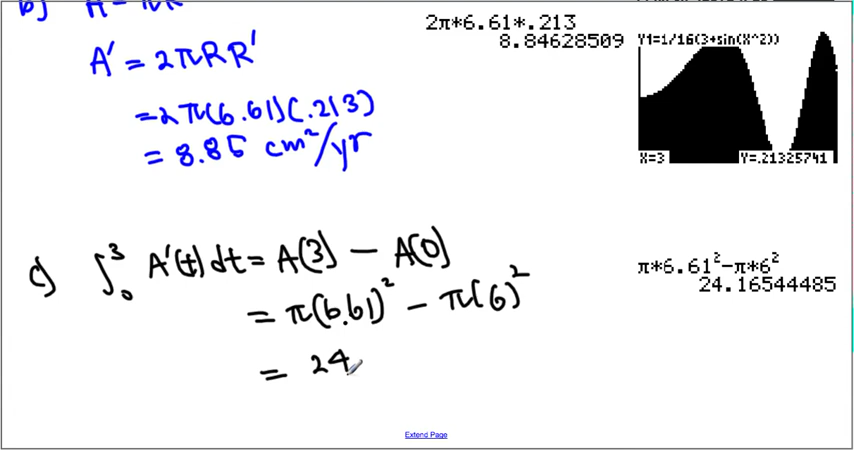 b) A = πR
A' = 2πRR'
= 2π(6.61)(.213)
= 8.85 cm²/yr
2π*6.61*.213
8.84628509
Y1=1/16(3+sin(X^2))
X=3 Y=.21325741
c) ∫₀³ A'(t) dt = A(3) − A(0)
= π(6.61)² − π(6)²
= 24
π*6.61²-π*6²
24.16544485
Extend Page